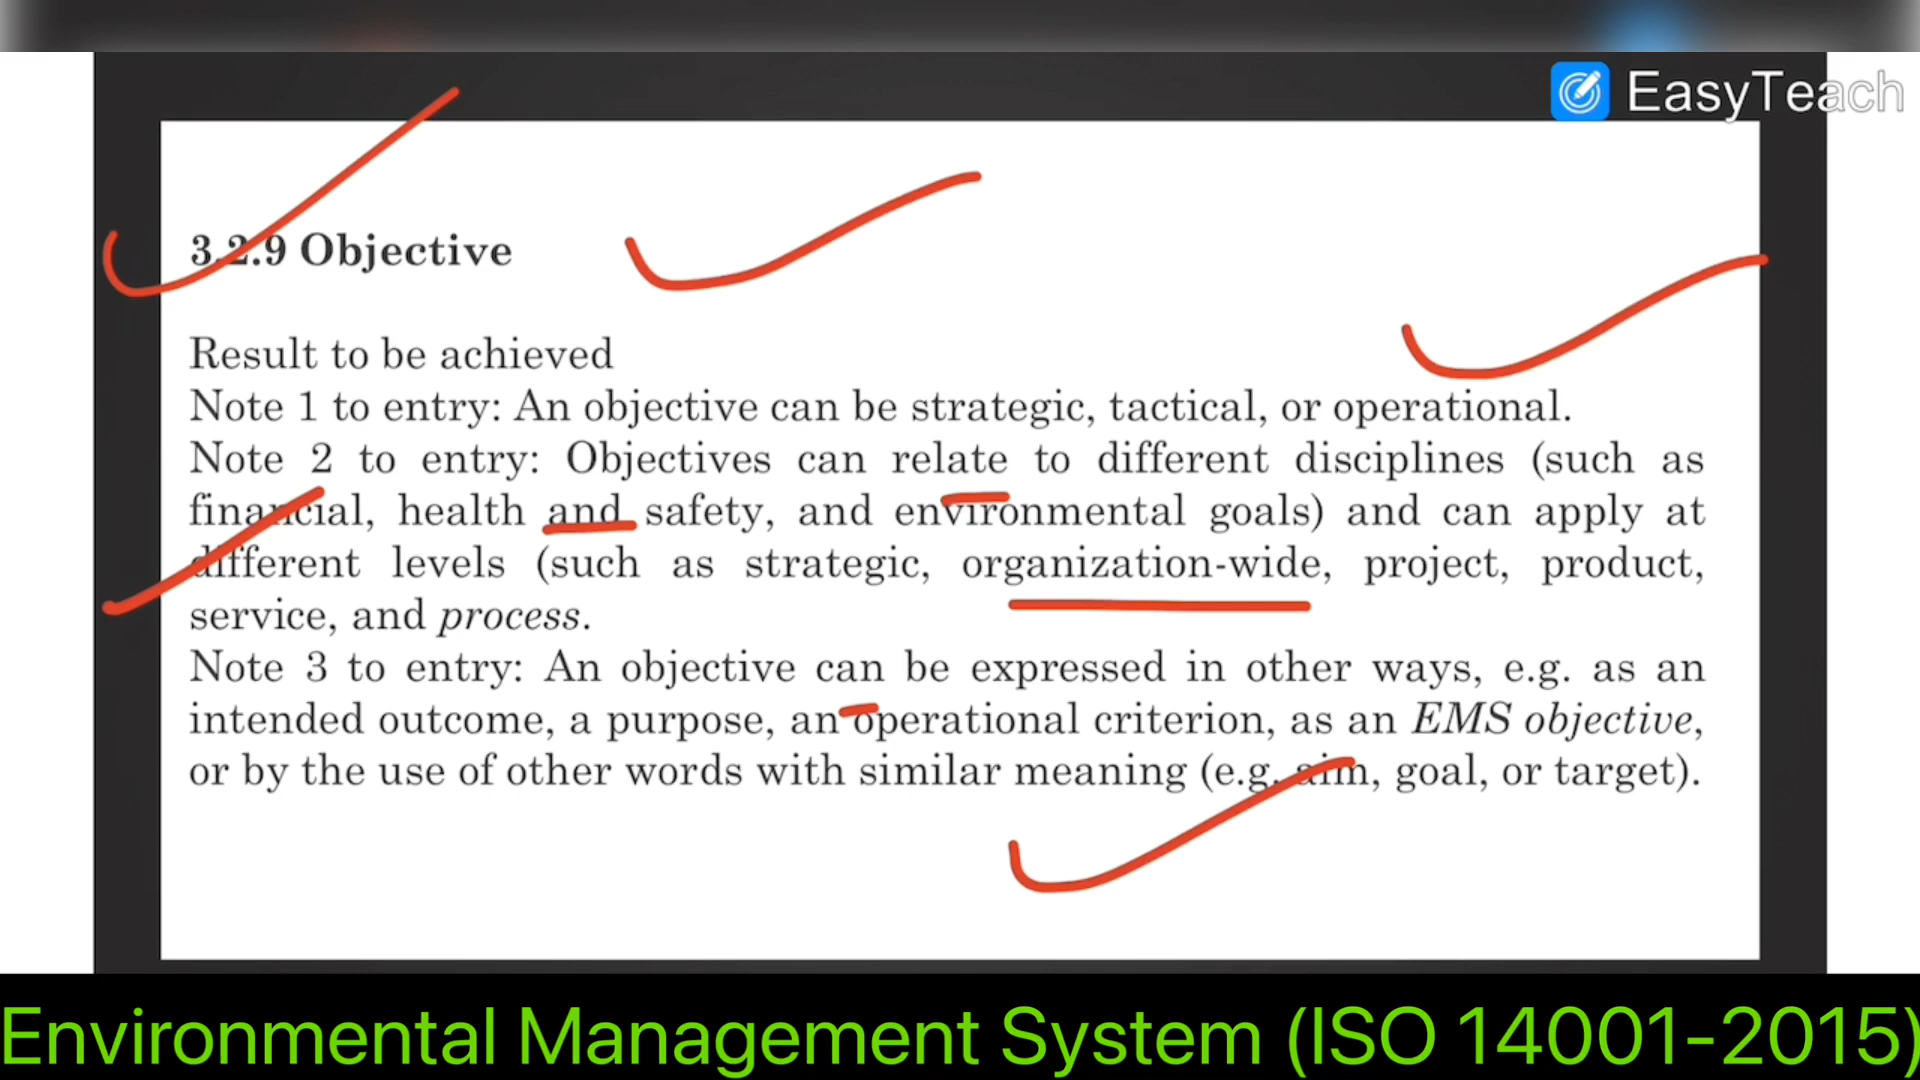 EasyTeach
3.2.9 Objective
Result to be achieved
Note 1 to entry: An objective can be strategic, tactical, or operational.
Note 2 to entry: Objectives can relate to different disciplines (such as
financial, health and safety, and environmental goals) and can apply at
different levels (such as strategic, organization-wide, project, product,
service, and process.
Note 3 to entry: An objective can be expressed in other ways, e.g. as an
intended outcome, a purpose, an operational criterion, as an EMS objective,
or by the use of other words with similar meaning (e.g. aim, goal, or target).
Environmental Management System (ISO 14001-2015)